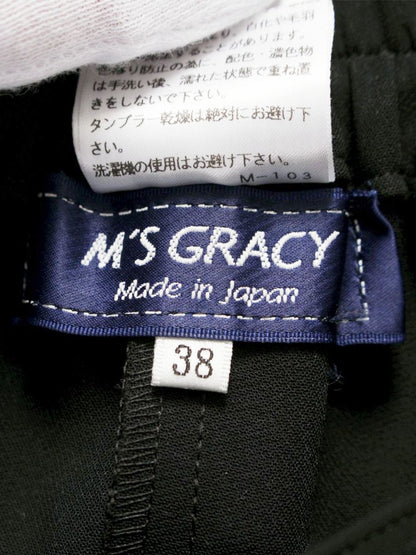 色落り防止の為に、配色・濃色物
は手洗い後、濡れた状態で重ね置
きをしないで下さい。
タンブラー乾燥は絶対にお避け下
さい。
洗濯機の使用はお避け下さい。
M-103
M'S GRACY
Made in Japan
38